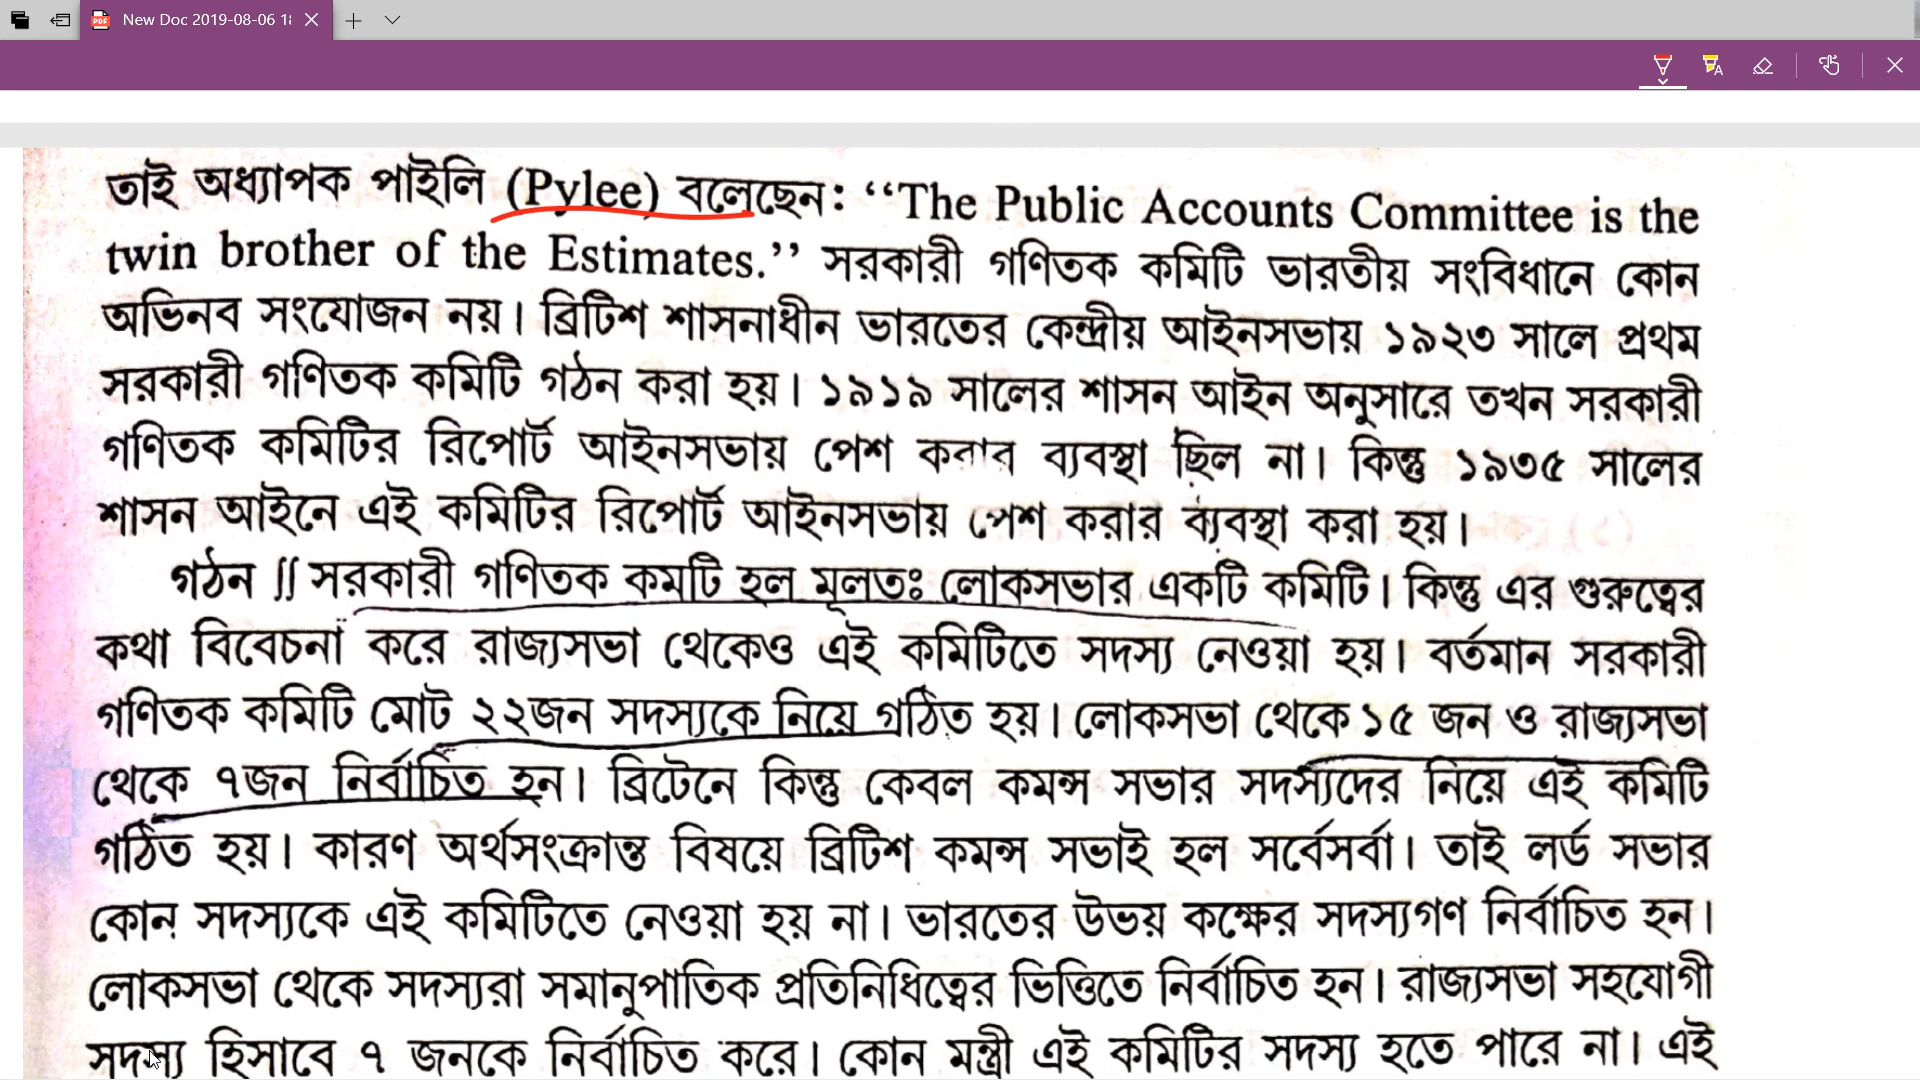 New Doc 2019-08-06 18
তাই অধ্যাপক পাইলি (Pylee) বলেছেন: ‘‘The Public Accounts Committee is the
twin brother of the Estimates.’’ সরকারী গণিতক কমিটি ভারতীয় সংবিধানে কোন
অভিনব সংযোজন নয়। ব্রিটিশ শাসনাধীন ভারতের কেন্দ্রীয় আইনসভায় ১৯২৩ সালে প্রথম
সরকারী গণিতক কমিটি গঠন করা হয়। ১৯১৯ সালের শাসন আইন অনুসারে তখন সরকারী
গণিতক কমিটির রিপোর্ট আইনসভায় পেশ করার ব্যবস্থা ছিল না। কিন্তু ১৯৩৫ সালের
শাসন আইনে এই কমিটির রিপোর্ট আইনসভায় পেশ করার ব্যবস্থা করা হয়।
গঠন // সরকারী গণিতক কমটি হল মূলতঃ লোকসভার একটি কমিটি। কিন্তু এর গুরুত্বের
কথা বিবেচনা করে রাজ্যসভা থেকেও এই কমিটিতে সদস্য নেওয়া হয়। বর্তমান সরকারী
গণিতক কমিটি মোট ২২জন সদস্যকে নিয়ে গঠিত হয়। লোকসভা থেকে ১৫ জন ও রাজ্যসভা
থেকে ৭জন নির্বাচিত হন। ব্রিটেনে কিন্তু কেবল কমন্স সভার সদস্যদের নিয়ে এই কমিটি
গঠিত হয়। কারণ অর্থসংক্রান্ত বিষয়ে ব্রিটিশ কমন্স সভাই হল সর্বেসর্বা। তাই লর্ড সভার
কোন সদস্যকে এই কমিটিতে নেওয়া হয় না। ভারতের উভয় কক্ষের সদস্যগণ নির্বাচিত হন।
লোকসভা থেকে সদস্যরা সমানুপাতিক প্রতিনিধিত্বের ভিত্তিতে নির্বাচিত হন। রাজ্যসভা সহযোগী
সদস্য হিসাবে ৭ জনকে নির্বাচিত করে। কোন মন্ত্রী এই কমিটির সদস্য হতে পারে না। এই